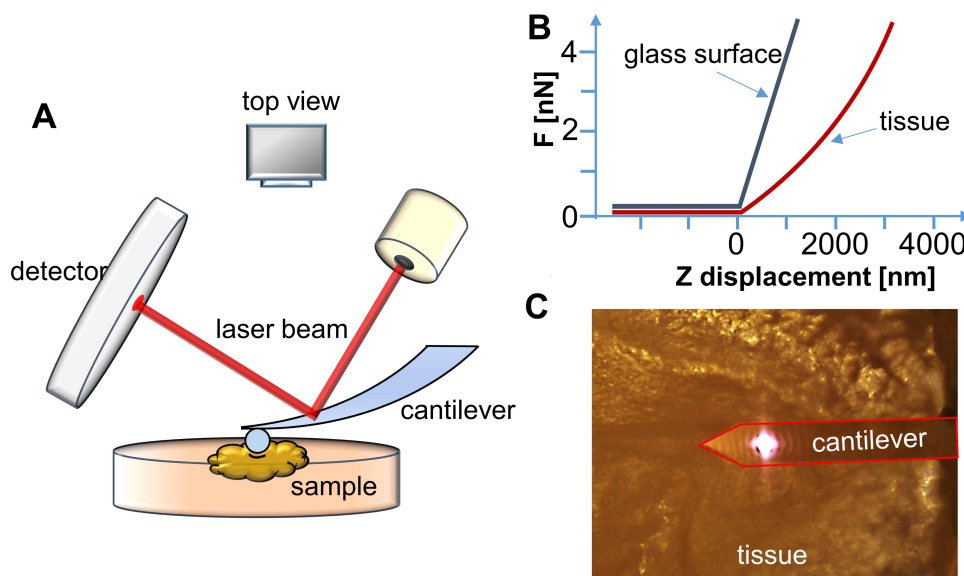 A
top view
detector
laser beam
cantilever
sample
B
F [nN]
4
2
0
glass surface
tissue
0 2000 4000
Z displacement [nm]
C
cantilever
tissue